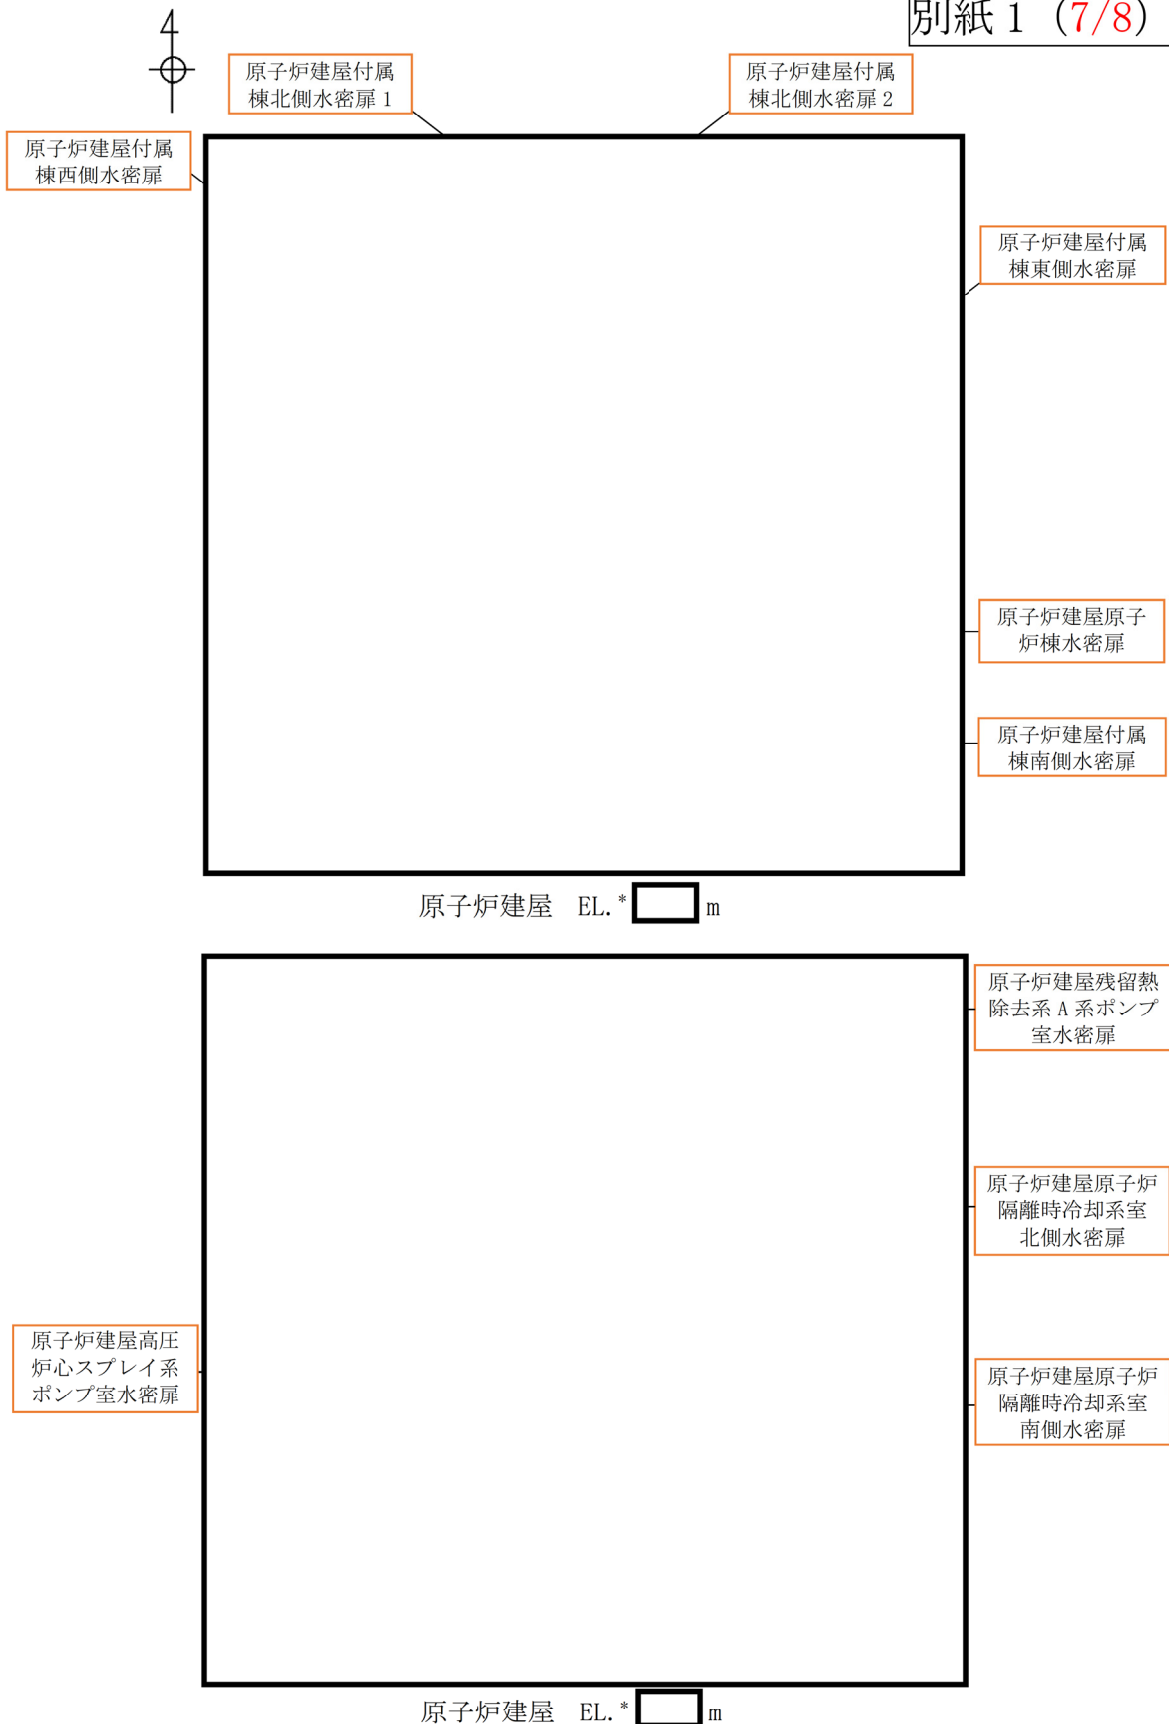 別紙１（7/8）
原子炉建屋付属
棟北側水密扉 1
原子炉建屋付属
棟北側水密扉 2
原子炉建屋付属
棟西側水密扉
原子炉建屋付属
棟東側水密扉
原子炉建屋原子
炉棟水密扉
原子炉建屋付属
棟南側水密扉
原子炉建屋　EL.* m
原子炉建屋残留熱
除去系 A 系ポンプ
室水密扉
原子炉建屋原子炉
隔離時冷却系室
北側水密扉
原子炉建屋高圧
炉心スプレイ系
ポンプ室水密扉
原子炉建屋原子炉
隔離時冷却系室
南側水密扉
原子炉建屋　EL.* m